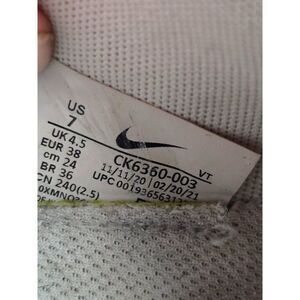 US
7
UK 4.5
EUR 38
cm 24
BR 36
CN 240(2.5)
CK6360-003 VT
11/11/20 | 02/20/21